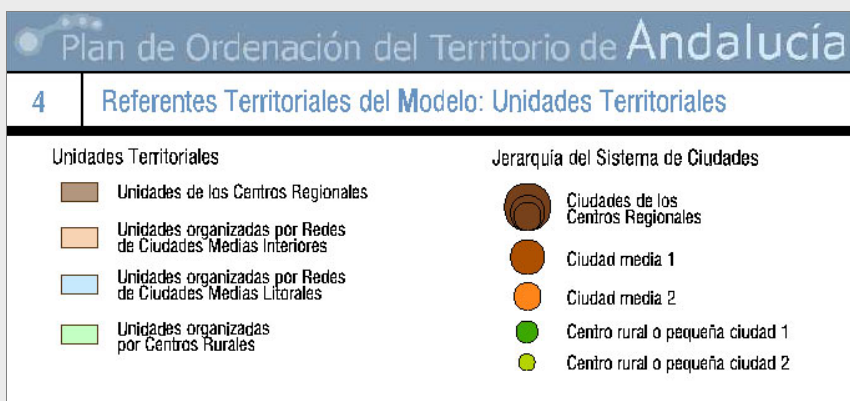 Plan de Ordenación del Territorio de Andalucía
4 Referentes Territoriales del Modelo: Unidades Territoriales
Unidades Territoriales
Unidades de los Centros Regionales
Unidades organizadas por Redes
de Ciudades Medias Interiores
Unidades organizadas por Redes
de Ciudades Medias Litorales
Unidades organizadas
por Centros Rurales
Jerarquía del Sistema de Ciudades
Ciudades de los
Centros Regionales
Ciudad media 1
Ciudad media 2
Centro rural o pequeña ciudad 1
Centro rural o pequeña ciudad 2